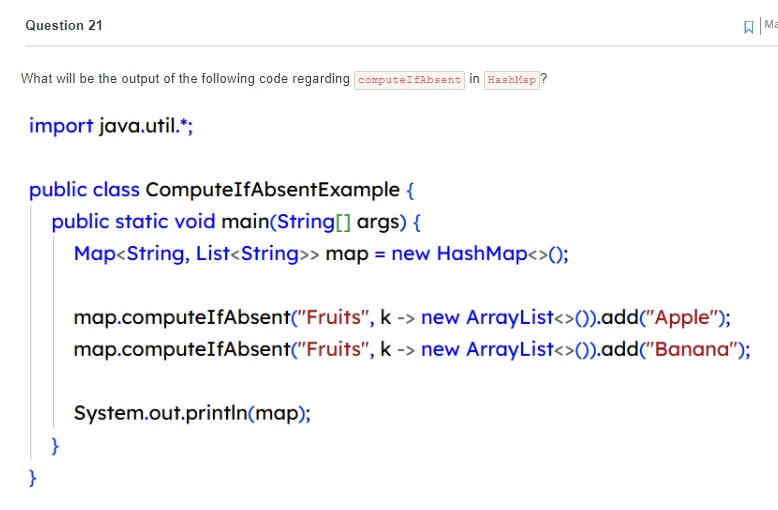 Question 21
Ma
What will be the output of the following code regarding computeIfAbsent in HashMap?
import java.util.*;
public class ComputeIfAbsentExample {
public static void main(String[] args) {
Map<String, List<String>> map = new HashMap<>();
map.computeIfAbsent("Fruits", k -> new ArrayList<>()).add("Apple");
map.computeIfAbsent("Fruits", k -> new ArrayList<>()).add("Banana");
System.out.println(map);
}
}